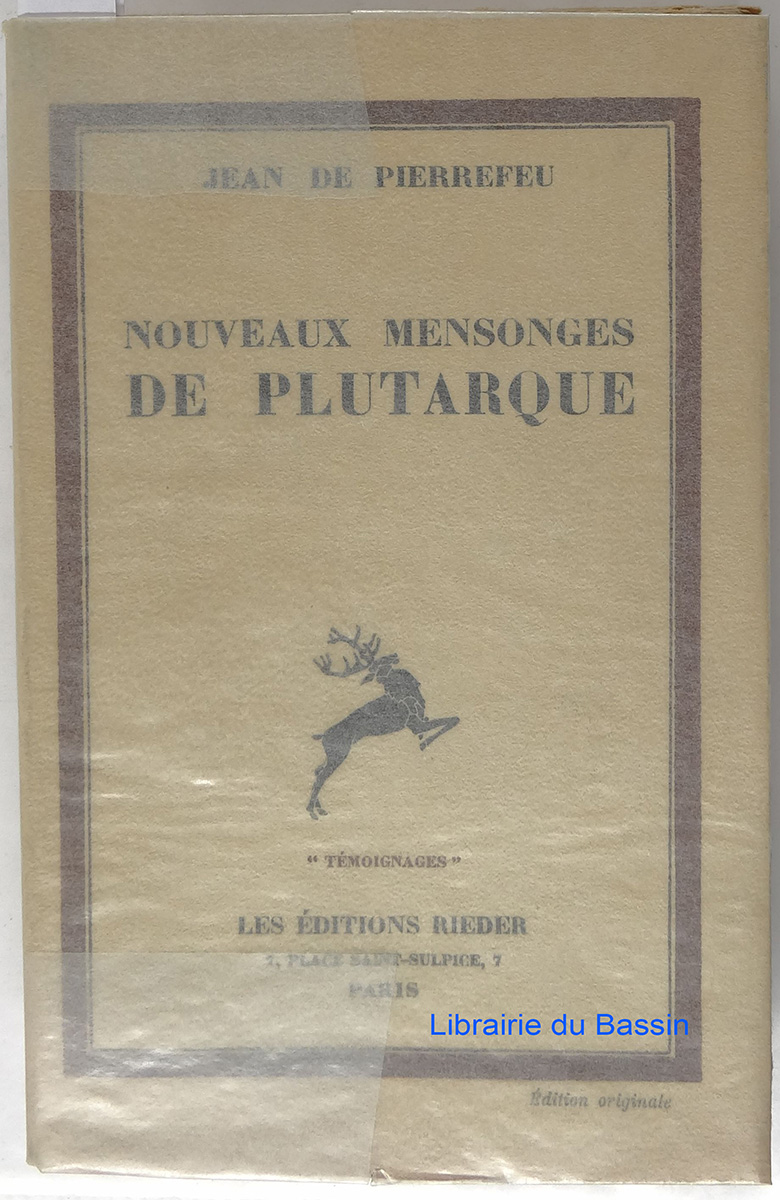 JEAN DE PIERREFEU
NOUVEAUX MENSONGES
DE PLUTARQUE
“ TÉMOIGNAGES ”
LES ÉDITIONS RIEDER
7, PLACE SAINT-SULPICE, 7
PARIS
Librairie du Bassin
Édition originale